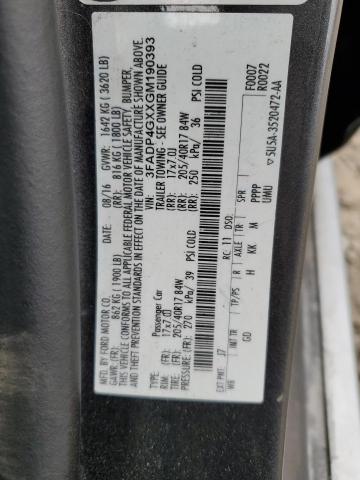 MFD. BY FORD MOTOR CO.
DATE: 08/16 GVWR: 1642 KG ( 3620 LB)
GAWR: (FR): 862 KG (1900 LB) (RR): 816 KG (1800 LB)
THIS VEHICLE CONFORMS TO ALL APPLICABLE FEDERAL MOTOR VEHICLE SAFETY, BUMPER,
AND THEFT PREVENTION STANDARDS IN EFFECT ON THE DATE OF MANUFACTURE SHOWN ABOVE.
VIN: 3FADP4GXXGM190393
Passenger Car TRAILER TOWING - SEE OWNER GUIDE
RIM: (FR): 17x7.0J (RR): 17x7.0J
TIRES: (FR): 205/40R17 84W (RR): 205/40R17 84W
(FR): 270 kPa/ 39 PSI COLD (RR): 250 kPa/ 36 PSI COLD
F0007
R0022
EXT PNT: J7 RC: 11 DSO:
WB INT TR TP/PS R AXLE TR SPR
GD H KK M PPPP UMU
5U5A-3520472-AA